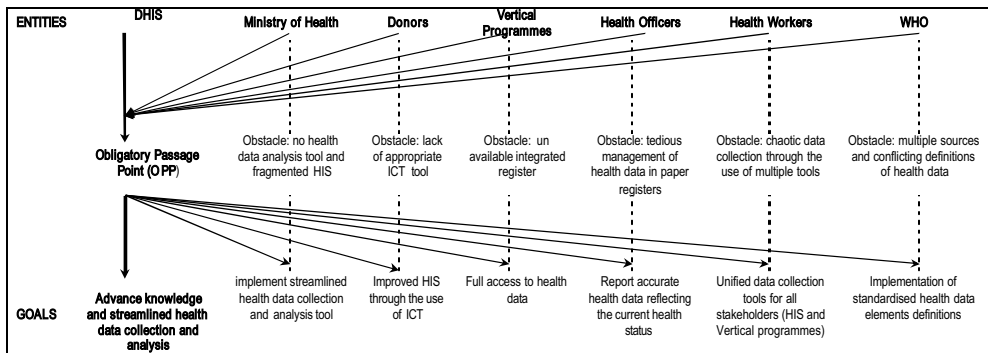 ENTITIES
DHIS
Ministry of Health
Donors
Vertical
Programmes
Health Officers
Health Workers
WHO
Obligatory Passage
Point (OPP)
Obstacle: no health
data analysis tool and
fragmented HIS
Obstacle: lack
of appropriate
ICT tool
Obstacle: un
available integrated
register
Obstacle: tedious
management of
health data in paper
registers
Obstacle: chaotic data
collection through the
use of multiple tools
Obstacle: multiple sources
and conflicting definitions
of health data
GOALS
Advance knowledge
and streamlined health
data collection and
analysis
implement streamlined
health data collection
and analysis tool
Improved HIS
through the use
of ICT
Full access to health
data
Report accurate
health data reflecting
the current health
status
Unified data collection
tools for all
stakeholders (HIS and
Vertical programmes)
Implementation of
standardised health data
elements definitions